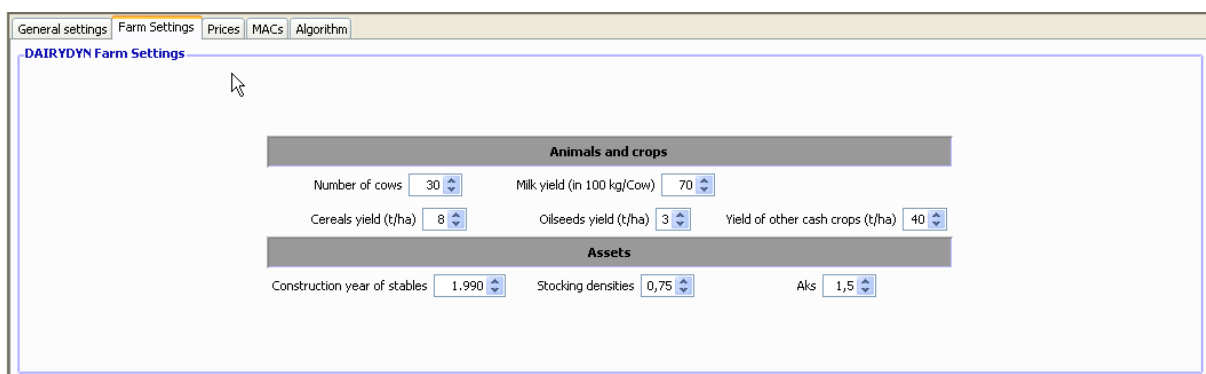 General settings Farm Settings Prices MACs Algorithm
DAIRYDYN Farm Settings
Animals and crops
Number of cows 30 Milk yield (in 100 kg/Cow) 70
Cereals yield (t/ha) 8 Oilseeds yield (t/ha) 3 Yield of other cash crops (t/ha) 40
Assets
Construction year of stables 1.990 Stocking densities 0,75 Aks 1,5